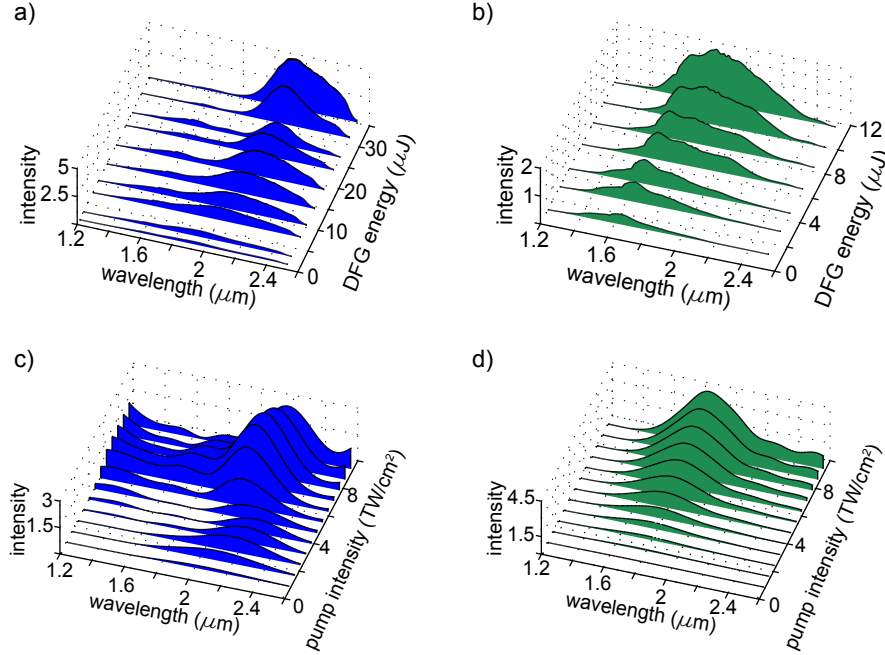 a)
intensity
5
2.5
1.2
1.6
2
2.4
wavelength (μm)
0
10
20
30
DFG energy (μJ)
b)
intensity
2
1
1.2
1.6
2
2.4
wavelength (μm)
0
4
8
12
DFG energy (μJ)
c)
intensity
3
1.5
1.2
1.6
2
2.4
wavelength (μm)
0
4
8
pump intensity (TW/cm²)
d)
intensity
4.5
1.5
1.2
1.6
2
2.4
wavelength (μm)
0
4
8
pump intensity (TW/cm²)